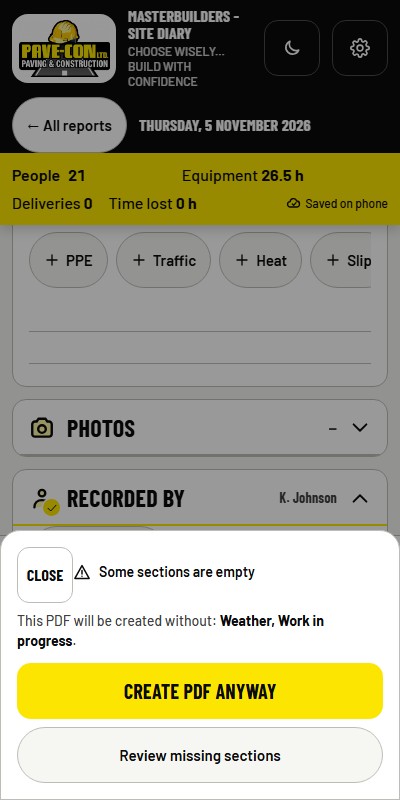 PAVE-CON LTD.
PAVING & CONSTRUCTION
MASTERBUILDERS -
SITE DIARY
CHOOSE WISELY...
BUILD WITH
CONFIDENCE
← All reports
THURSDAY, 5 NOVEMBER 2026
People 21
Equipment 26.5 h
Deliveries 0
Time lost 0 h
Saved on phone
+ PPE
+ Traffic
+ Heat
+ Slip
PHOTOS
–
RECORDED BY
K. Johnson
CLOSE
Some sections are empty
This PDF will be created without: Weather, Work in
progress.
CREATE PDF ANYWAY
Review missing sections